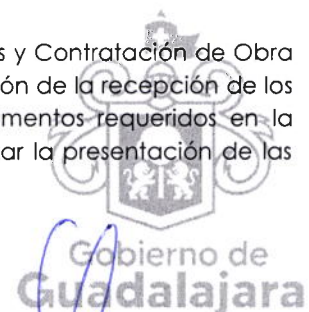 s y Contratación de Obra
ón de la recepción de los
mentos requeridos en la
ar la presentación de las
Gobierno de
Guadalajara